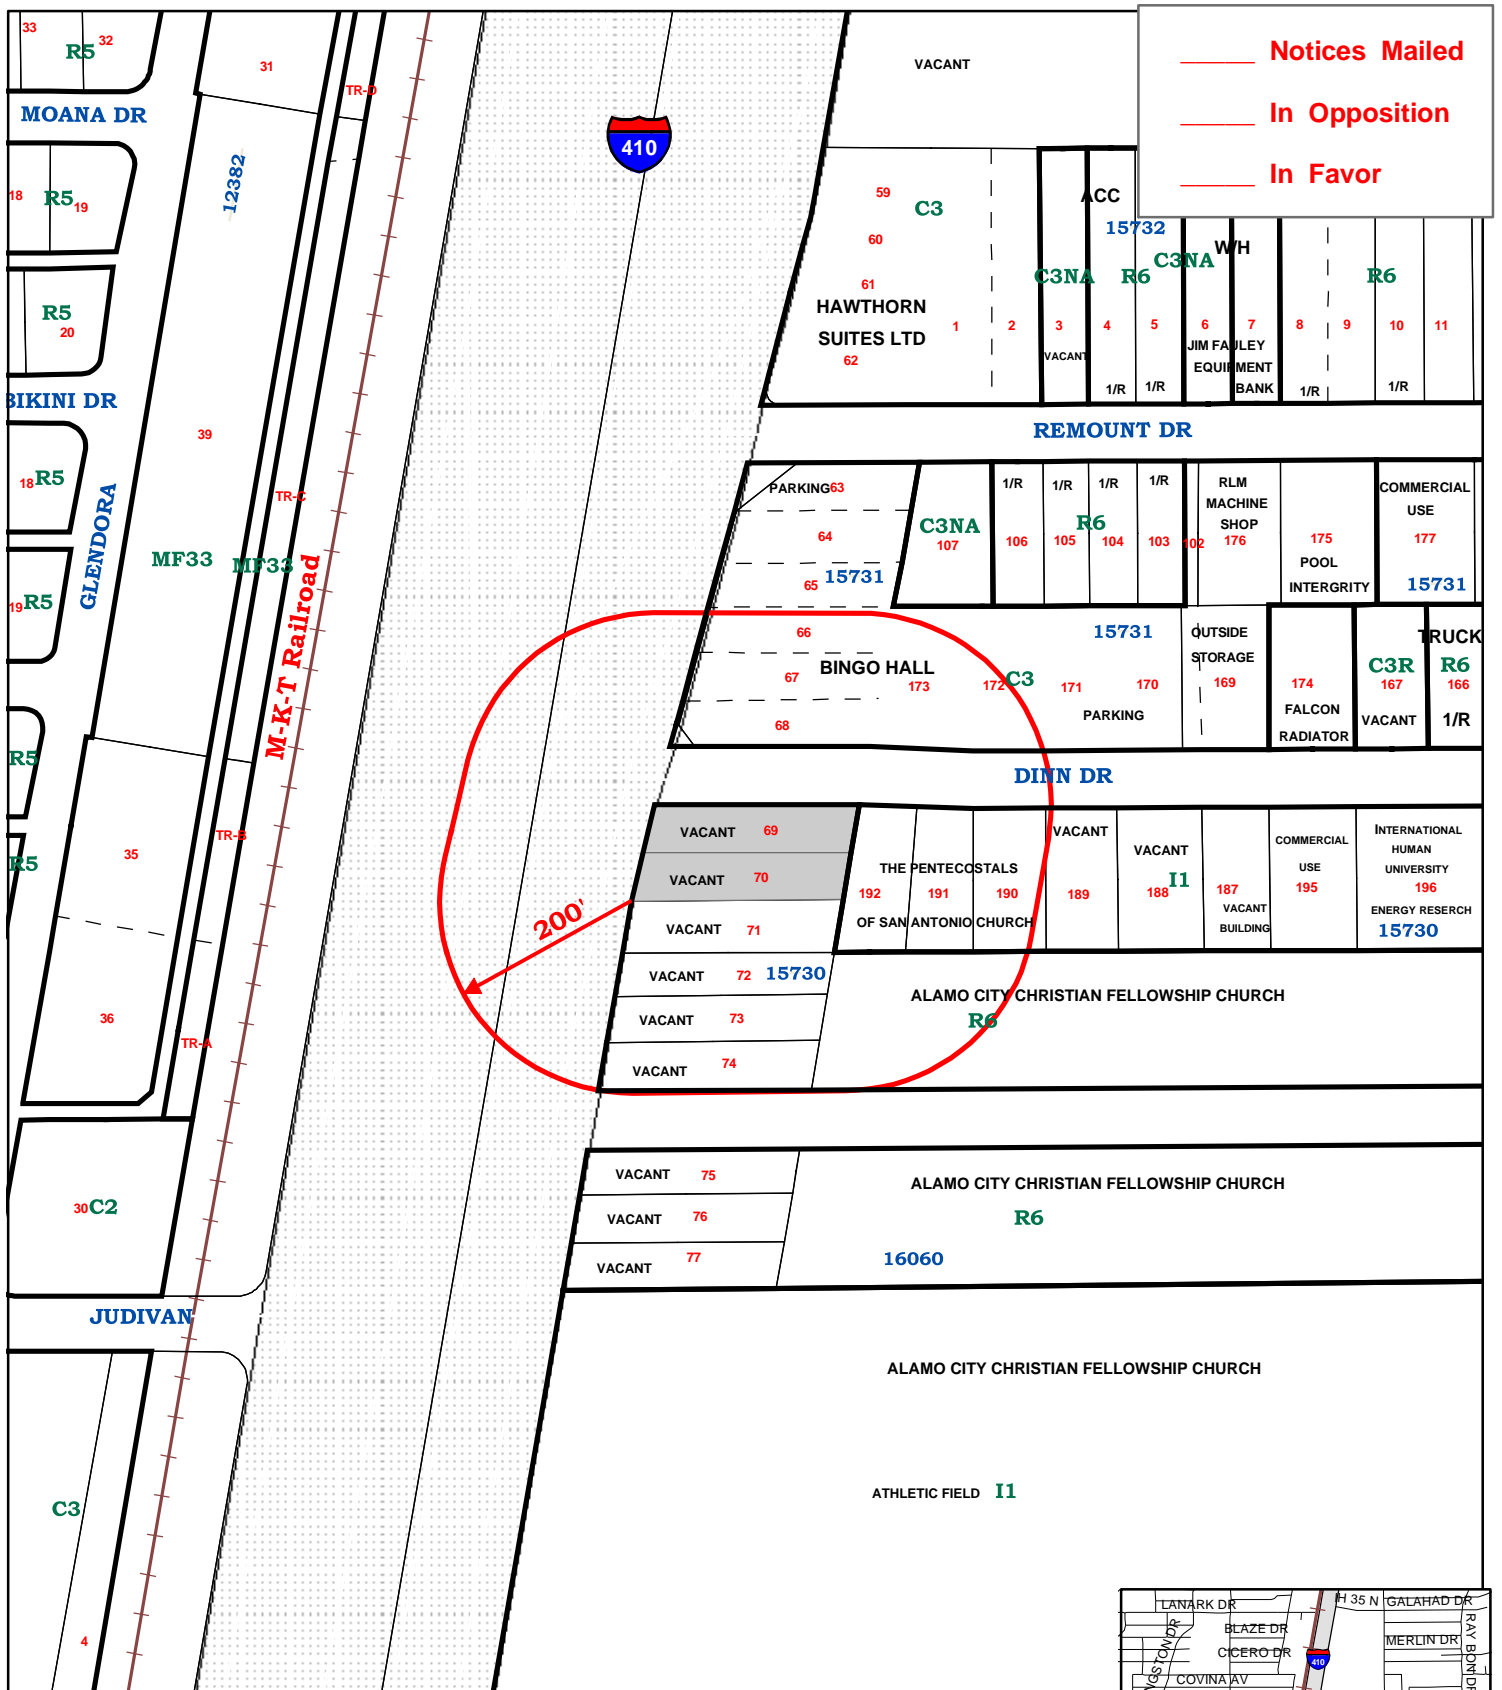 _____ Notices Mailed
_____ In Opposition
_____ In Favor
33
32
R5
31
TR-D
MOANA DR
12382
410
VACANT
18
R5
19
59
C3
60
61
HAWTHORN
SUITES LTD
62
1
2
ACC
15732
C3NA
R6
C3NA
W/H
R6
3
4
5
6
7
8
9
10
11
VACANT
JIM FAULEY
EQUIPMENT
BANK
1/R
1/R
1/R
1/R
R5
20
BIKINI DR
39
REMOUNT DR
18
R5
GLENDORA
TR-C
MF33
MF33
M-K-T Railroad
19
R5
PARKING
63
64
65
15731
C3NA
107
1/R
1/R
1/R
1/R
R6
106
105
104
103
102
RLM
MACHINE
SHOP
176
175
POOL
INTERGRITY
COMMERCIAL
USE
177
15731
66
67
BINGO HALL
68
173
172
C3
171
170
15731
PARKING
OUTSIDE
STORAGE
169
174
FALCON
RADIATOR
C3R
167
VACANT
TRUCK
R6
166
1/R
R5
DINN DR
TR-B
35
R5
VACANT 69
VACANT 70
VACANT 71
VACANT 72 15730
VACANT 73
VACANT 74
200'
THE PENTECOSTALS
192
191
190
OF SAN ANTONIO CHURCH
VACANT
189
VACANT
188
I1
187
VACANT
BUILDING
COMMERCIAL
USE
195
INTERNATIONAL
HUMAN
UNIVERSITY
196
ENERGY RESERCH
15730
ALAMO CITY CHRISTIAN FELLOWSHIP CHURCH
R6
36
TR-A
30
C2
VACANT 75
VACANT 76
VACANT 77
ALAMO CITY CHRISTIAN FELLOWSHIP CHURCH
R6
16060
JUDIVAN
ALAMO CITY CHRISTIAN FELLOWSHIP CHURCH
ATHLETIC FIELD I1
C3
4
LANARK DR
IH 35 N
GALAHAD DR
BLAZE DR
CICERO DR
COVINA AV
410
MERLIN DR